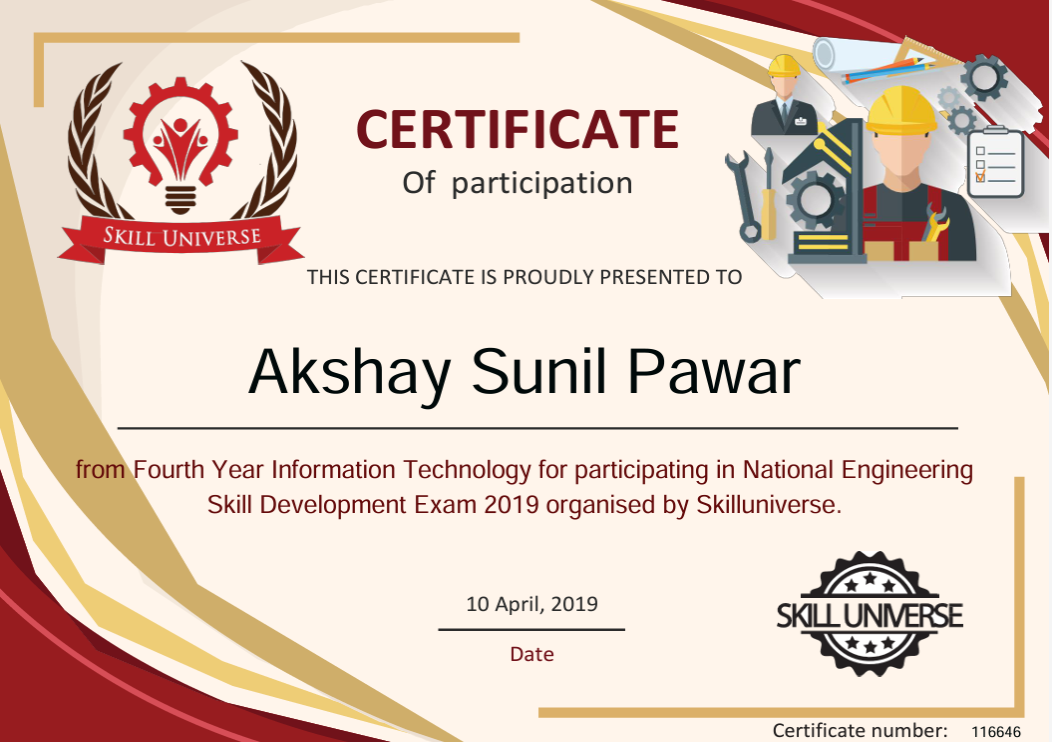 CERTIFICATE
Of participation
SKILL UNIVERSE
THIS CERTIFICATE IS PROUDLY PRESENTED TO
Akshay Sunil Pawar
from Fourth Year Information Technology for participating in National Engineering
Skill Development Exam 2019 organised by Skilluniverse.
10 April, 2019
Date
SKILL UNIVERSE
Certificate number: 116646